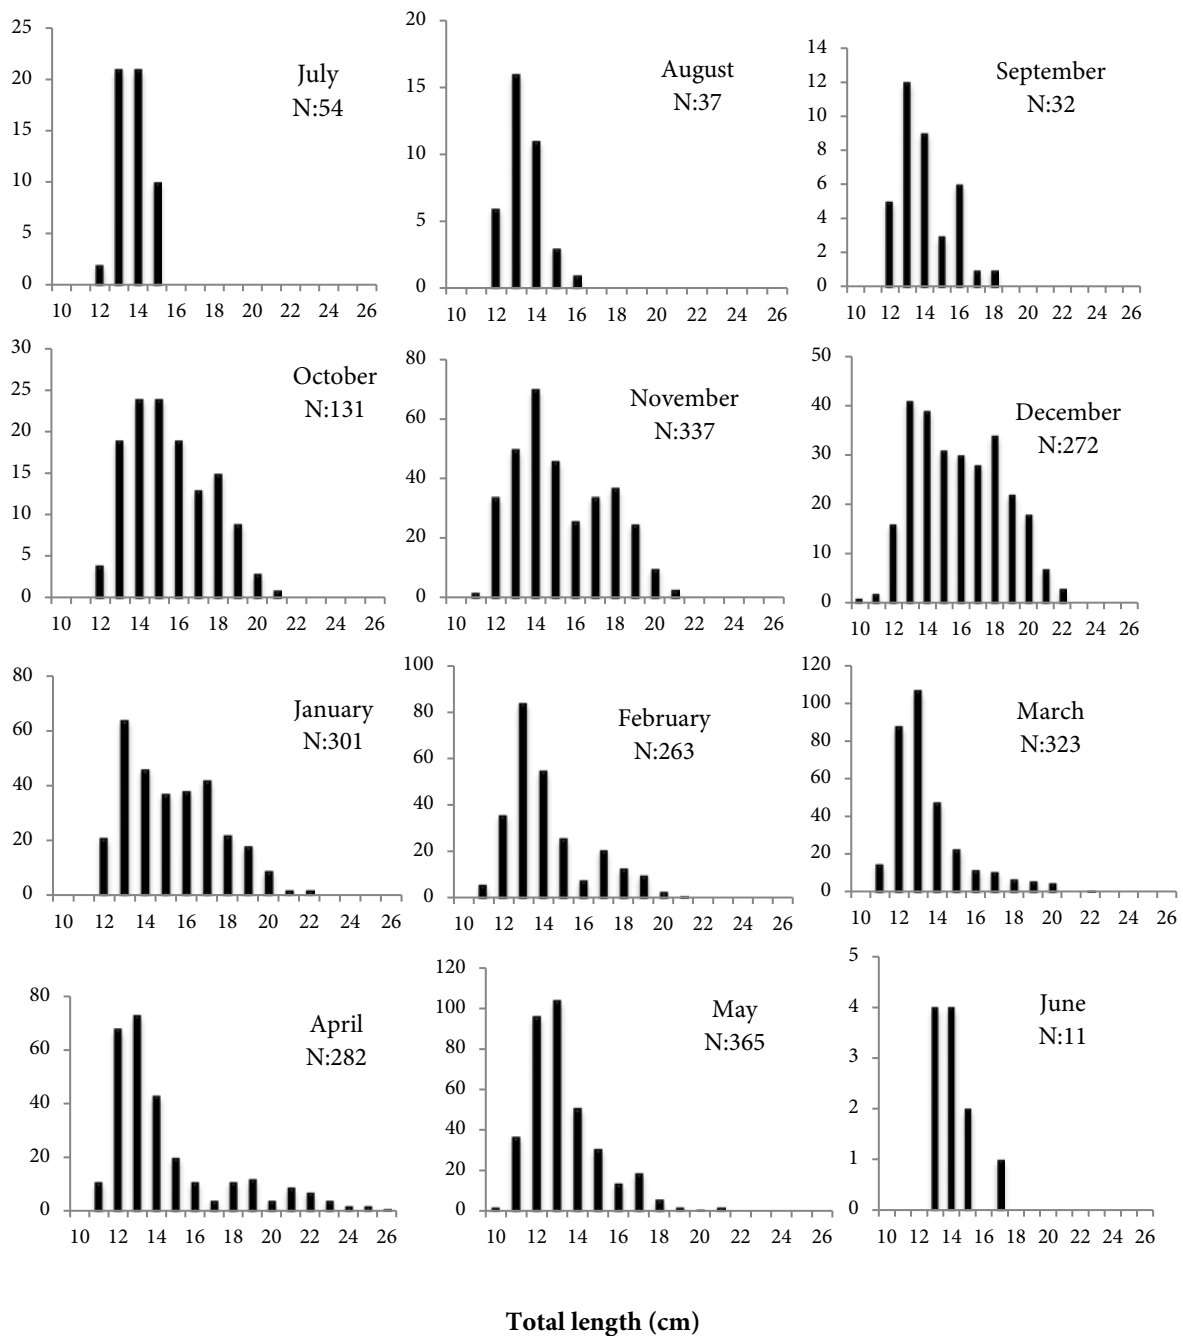 25
20
15
10
5
0
July
N:54
10 12 14 16 18 20 22 24 26
20
15
10
5
0
August
N:37
10 12 14 16 18 20 22 24 26
14
12
10
8
6
4
2
0
September
N:32
10 12 14 16 18 20 22 24 26
30
25
20
15
10
5
0
October
N:131
10 12 14 16 18 20 22 24 26
80
60
40
20
0
November
N:337
10 12 14 16 18 20 22 24 26
50
40
30
20
10
0
December
N:272
10 12 14 16 18 20 22 24 26
80
60
40
20
0
January
N:301
10 12 14 16 18 20 22 24 26
100
80
60
40
20
0
February
N:263
10 12 14 16 18 20 22 24 26
120
100
80
60
40
20
0
March
N:323
10 12 14 16 18 20 22 24 26
80
60
40
20
0
April
N:282
10 12 14 16 18 20 22 24 26
120
100
80
60
40
20
0
May
N:365
10 12 14 16 18 20 22 24 26
5
4
3
2
1
0
June
N:11
10 12 14 16 18 20 22 24 26
Total length (cm)